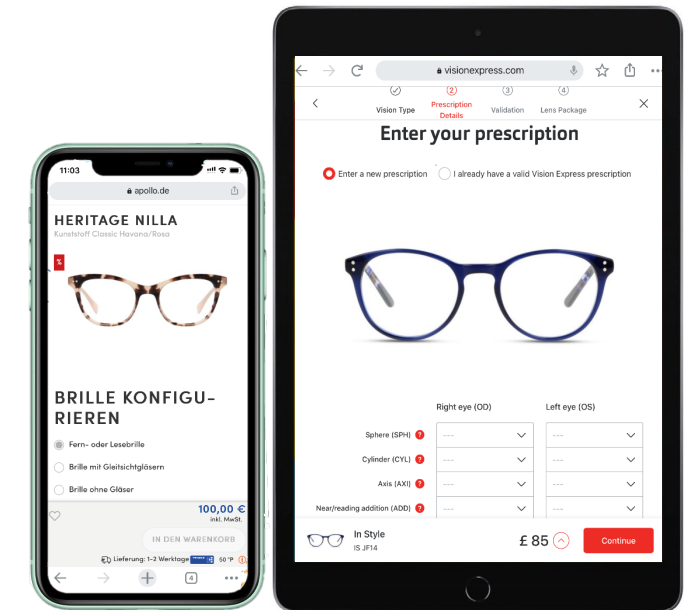 11:03
apollo.de
HERITAGE NILLA
Kunststoff Classic Havana/Rosa
%
BRILLE KONFIGU-
RIEREN
Fern- oder Lesebrille
Brille mit Gleitsichtgläsern
Brille ohne Gläser
100,00 €
inkl. MwSt.
IN DEN WARENKORB
Lieferung: 1-2 Werktage
50 °P
4
visionexpress.com
2 3 4
Vision Type Prescription Details Validation Lens Package
Enter your prescription
Enter a new prescription I already have a valid Vision Express prescription
Right eye (OD) Left eye (OS)
Sphere (SPH) ? --- ---
Cylinder (CYL) ? --- ---
Axis (AXI) ? --- ---
Near/reading addition (ADD) ? --- ---
In Style
IS JF14
£ 85
Continue